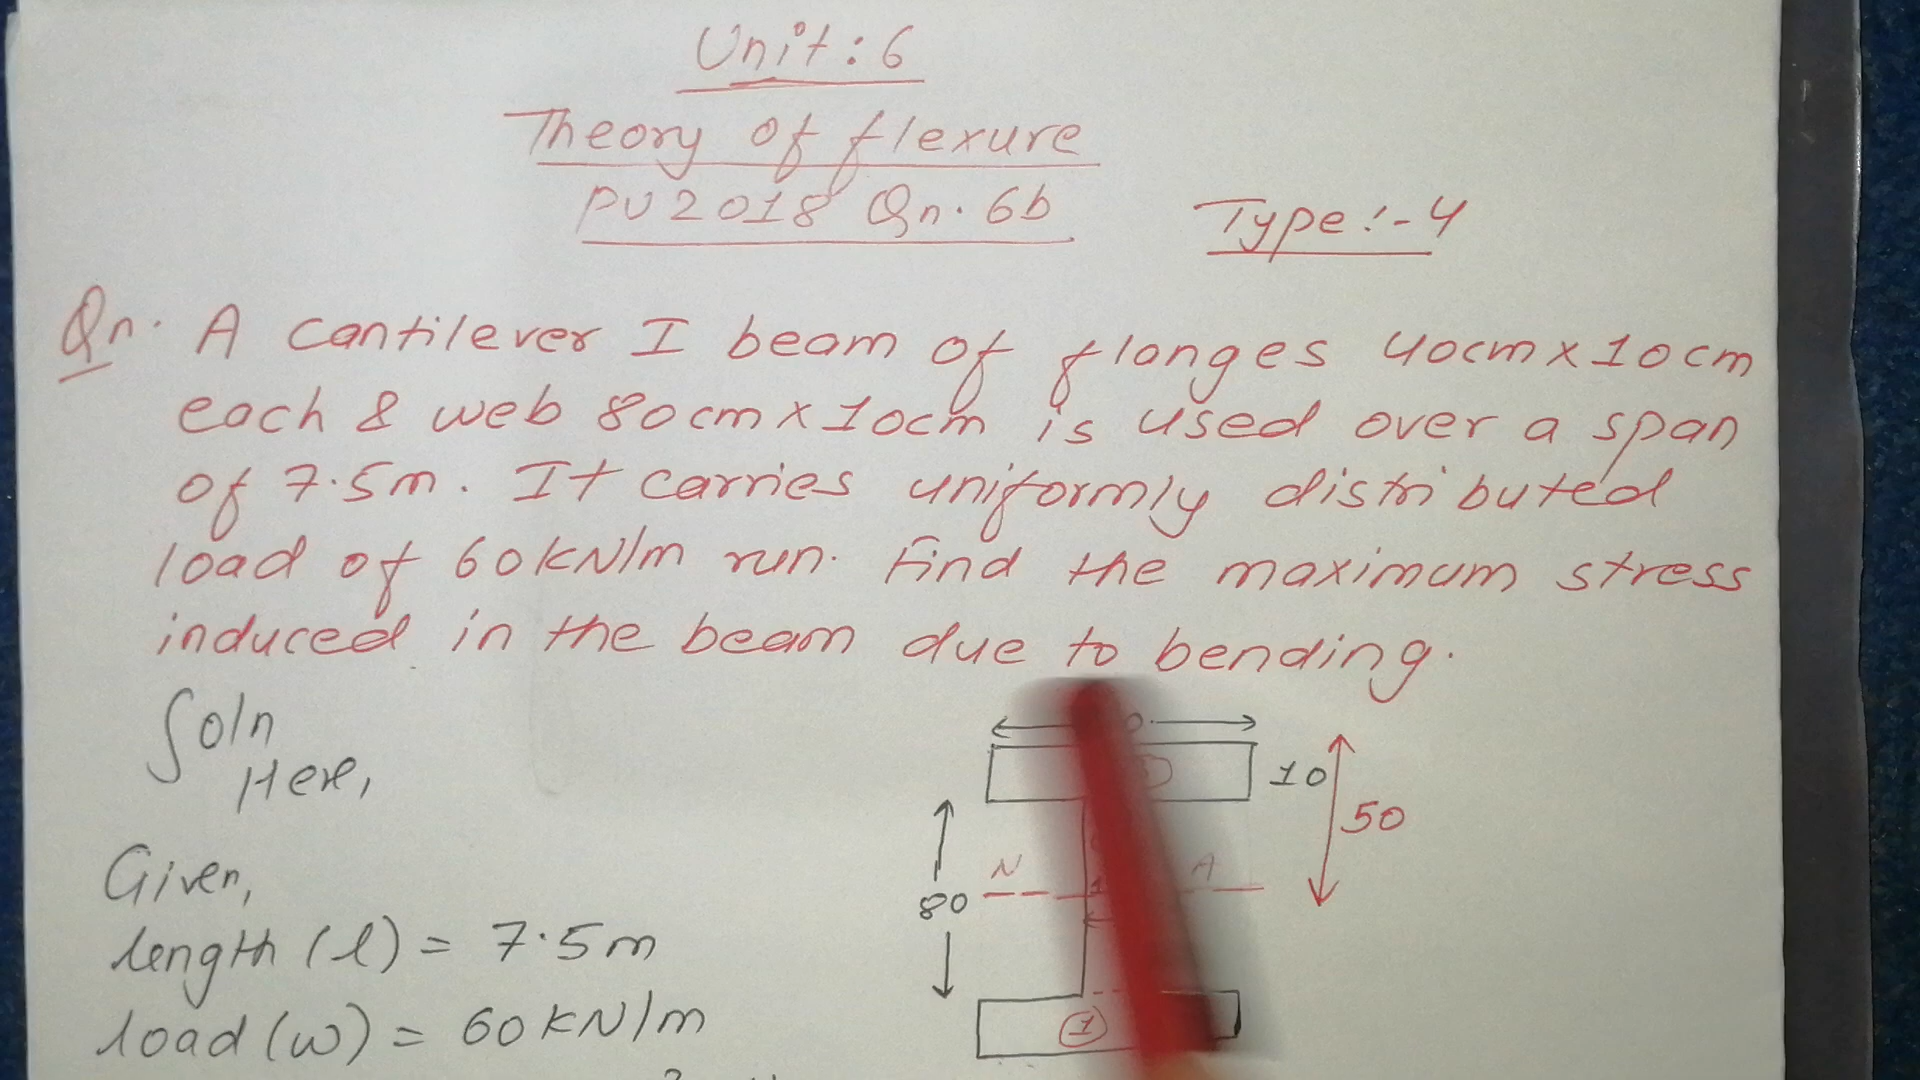 Unit: 6
Theory of flexure
PU 2018 Qn. 6b
Type:- 4
Qn. A cantilever I beam of flanges 40cm x 10cm
each & web 80cm x 10cm is used over a span
of 7.5m. It carries uniformly distributed
load of 60kN/m run. Find the maximum stress
induced in the beam due to bending.
Soln
Here,
10
50
N A
80
1
Given,
length (l) = 7.5m
load (w) = 60kN/m